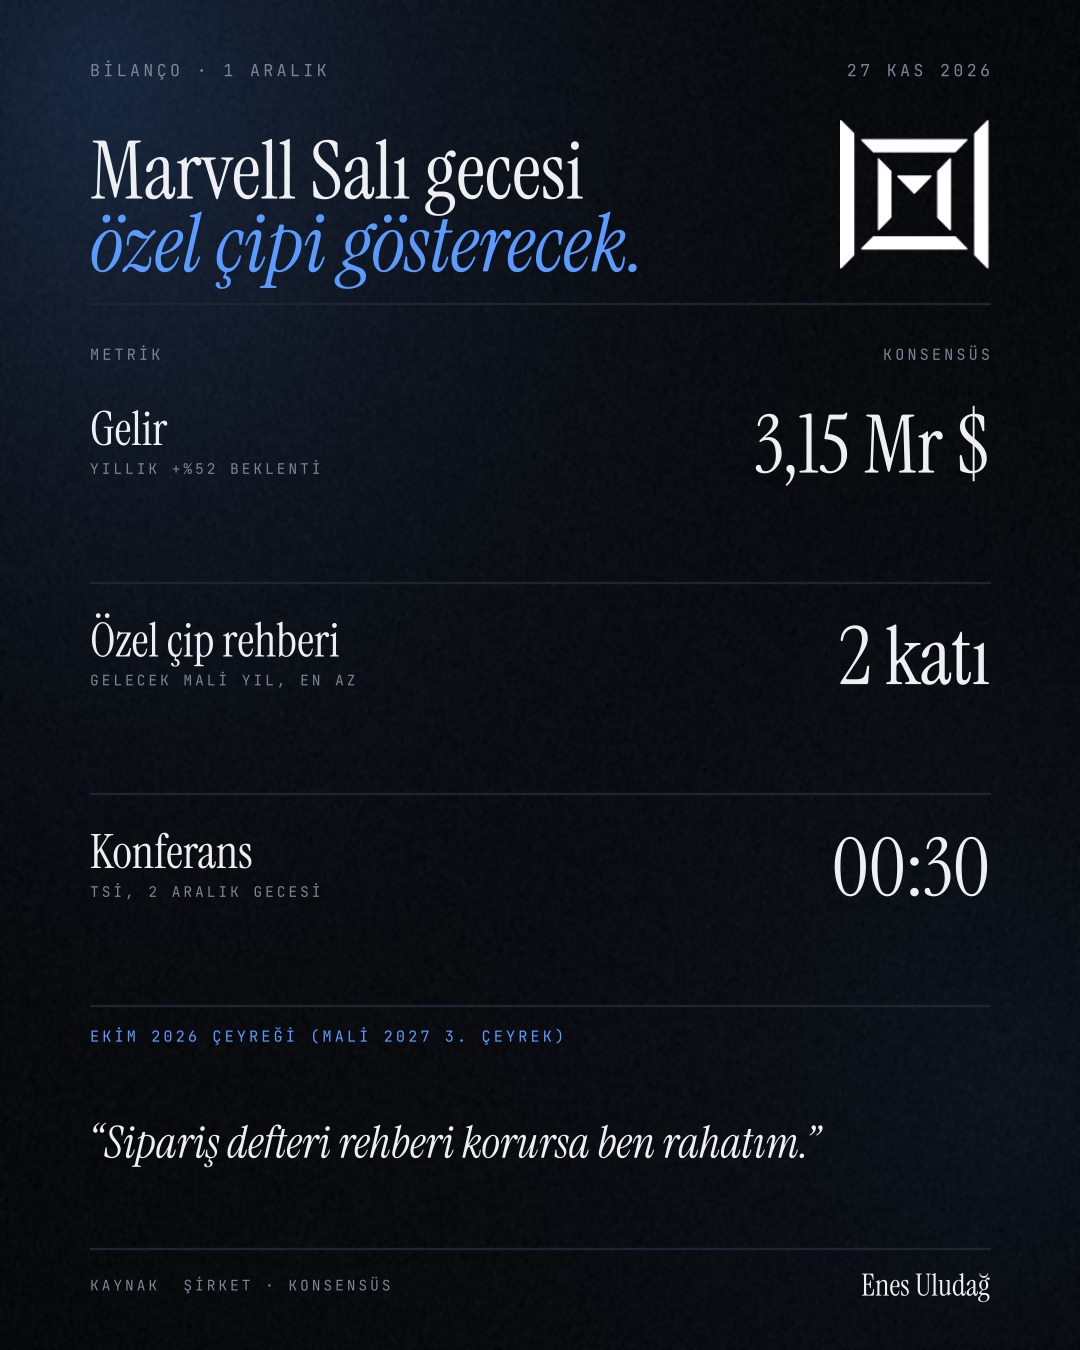 BİLANÇO · 1 ARALIK
27 KAS 2026
Marvell Salı gecesi
özel çipi gösterecek.
METRİK
KONSENSÜS
Gelir
3,15 Mr $
YILLIK +%52 BEKLENTİ
Özel çip rehberi
2 katı
GELECEK MALİ YIL, EN AZ
Konferans
00:30
TSİ, 2 ARALIK GECESİ
EKİM 2026 ÇEYREĞİ (MALİ 2027 3. ÇEYREK)
“Sipariş defteri rehberi korursa ben rahatım.”
KAYNAK ŞİRKET · KONSENSÜS
Enes Uludağ